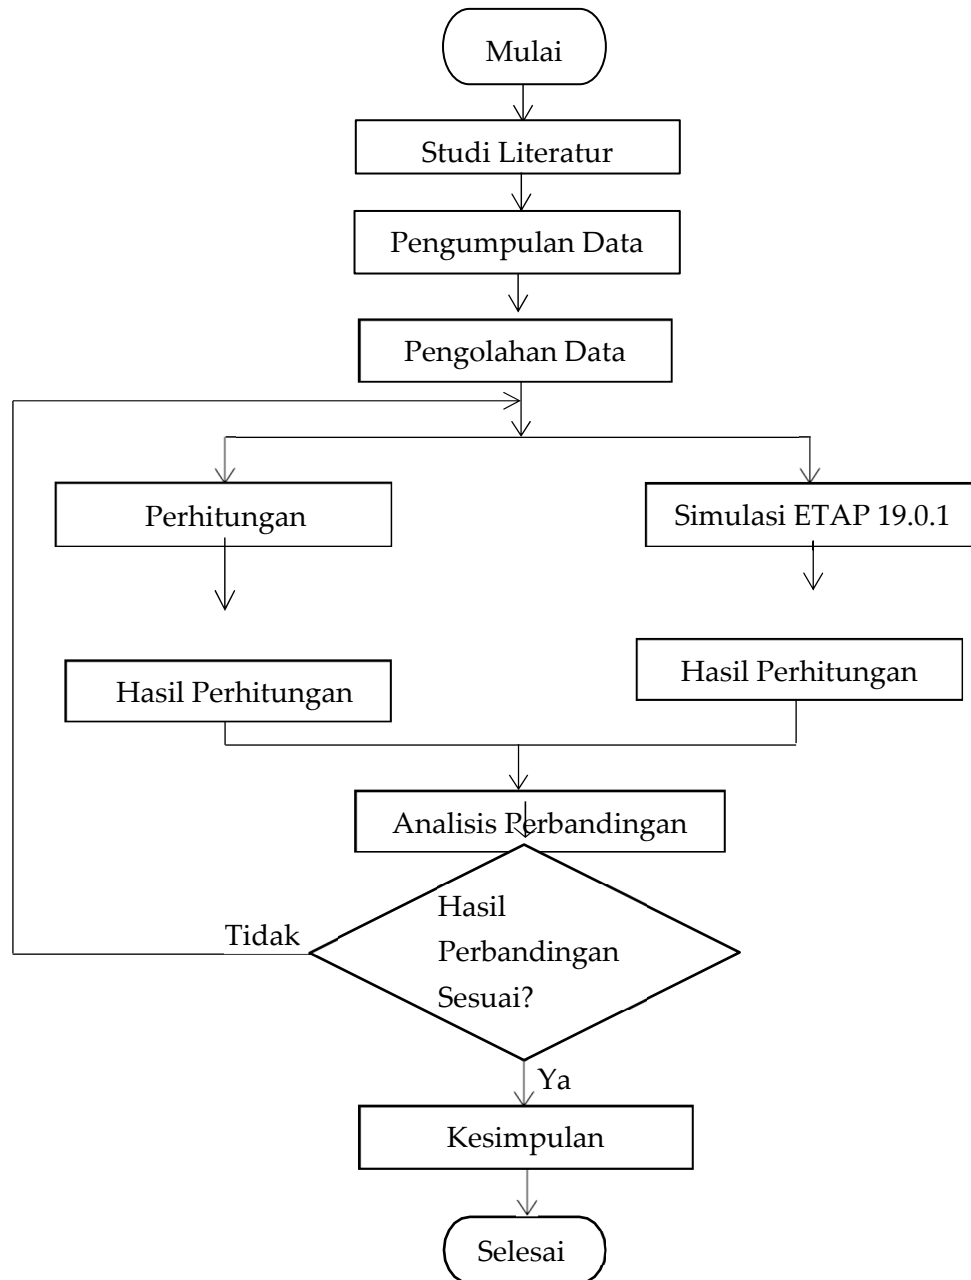 Mulai
Studi Literatur
Pengumpulan Data
Pengolahan Data
Perhitungan
Simulasi ETAP 19.0.1
Hasil Perhitungan
Hasil Perhitungan
Analisis Perbandingan
Hasil
Perbandingan
Sesuai?
Tidak
Ya
Kesimpulan
Selesai